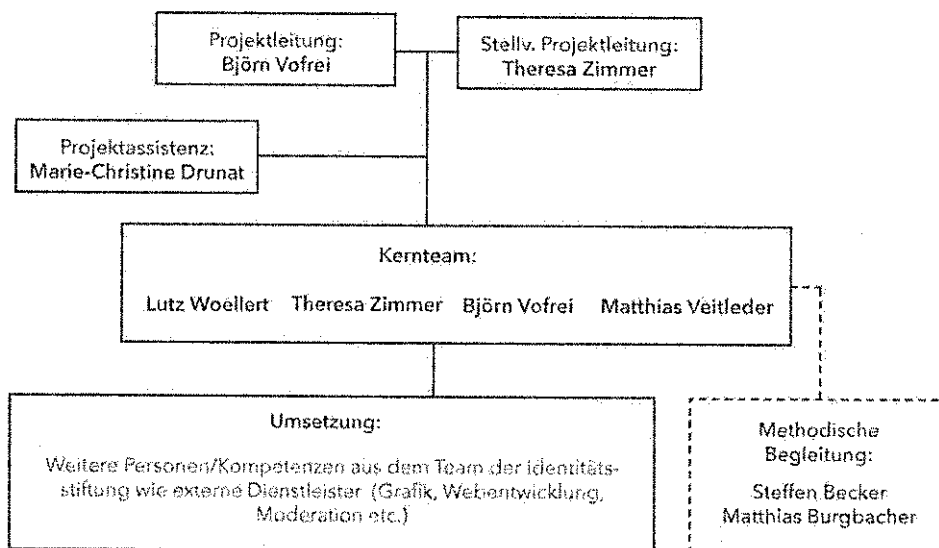 Projektleitung:
Björn Vofrei
Stellv. Projektleitung:
Theresa Zimmer
Projektassistenz:
Marie-Christine Drunat
Kernteam:
Lutz Woellert Theresa Zimmer Björn Vofrei Matthias Veitleder
Umsetzung:
Weitere Personen/Kompetenzen aus dem Team der Identitäts-
stiftung wie externe Dienstleister (Grafik, Webentwicklung,
Moderation etc.)
Methodische
Begleitung:
Steffen Becker
Matthias Burgbacher